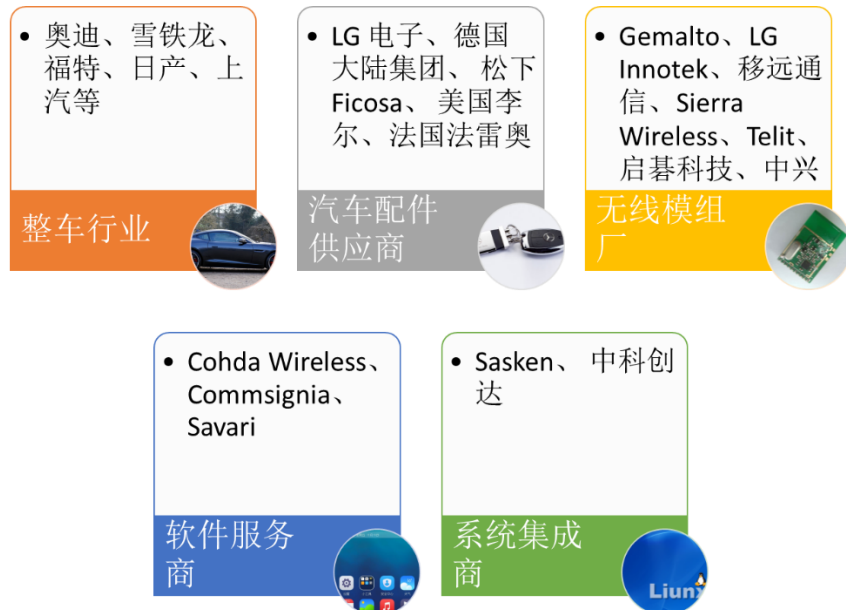 • 奥迪、雪铁龙、
福特、日产、上
汽等
整车行业
• LG 电子、德国
大陆集团、 松下
Ficosa、 美国李
尔、法国法雷奥
汽车配件
供应商
• Gemalto、LG
Innotek、移远通
信、Sierra
Wireless、Telit、
启碁科技、中兴
无线模组
厂
• Cohda Wireless、
Commsignia、
Savari
软件服务
商
• Sasken、 中科创
达
系统集成
商
Liunx